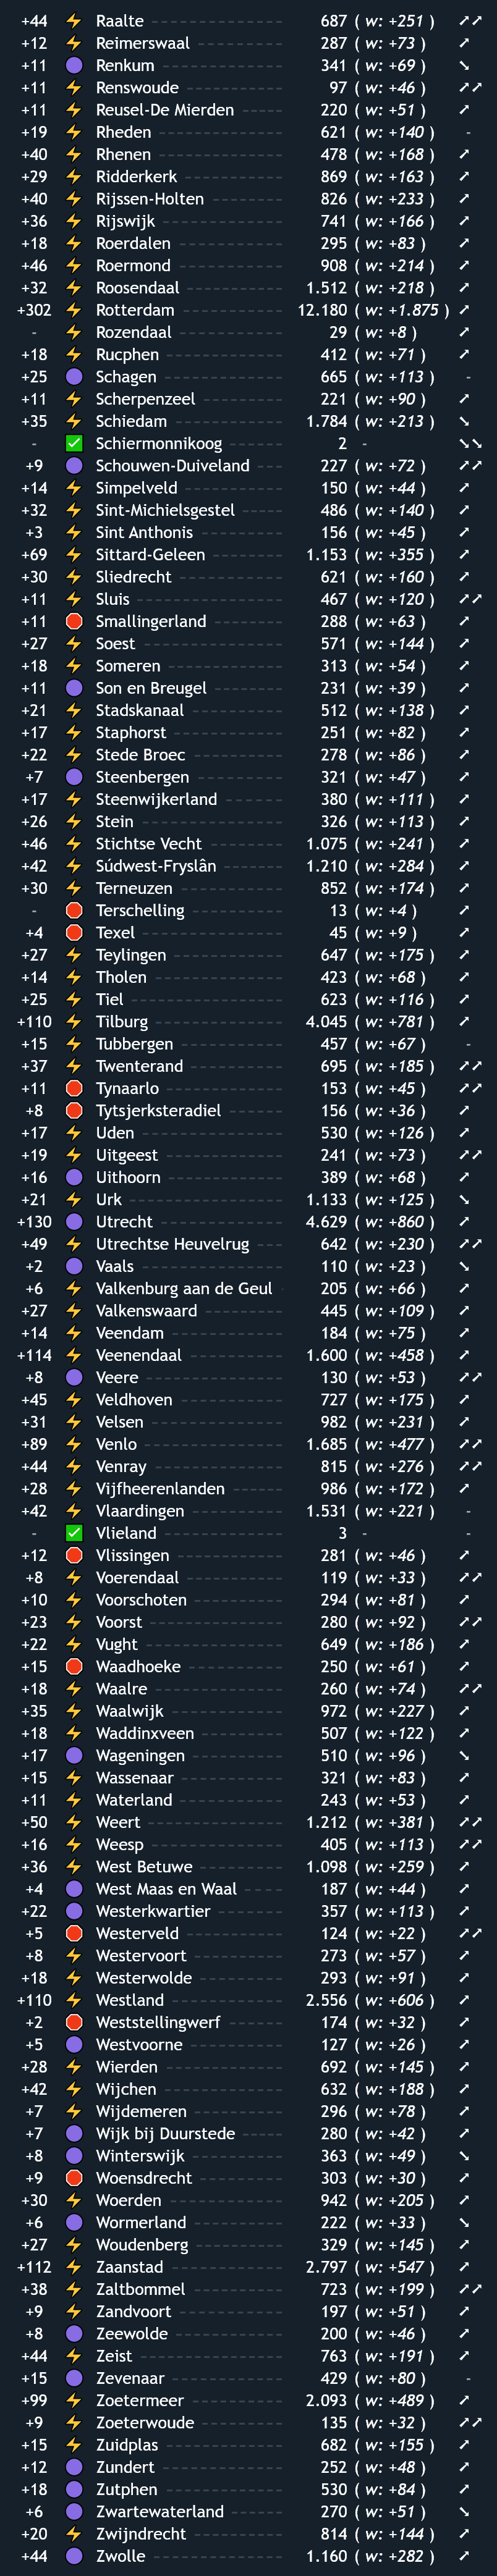 +44 ⚡ Raalte ------------- 687 ( w: +251 ) ↗↗
+12 ⚡ Reimerswaal -------- 287 ( w: +73 ) ↗
+11 🟣 Renkum ------------- 341 ( w: +69 ) ↘
+11 ⚡ Renswoude ---------- 97 ( w: +46 ) ↗↗
+11 ⚡ Reusel-De Mierden --- 220 ( w: +51 ) ↗
+19 ⚡ Rheden ------------- 621 ( w: +140 ) -
+40 ⚡ Rhenen ------------- 478 ( w: +168 ) ↗
+29 ⚡ Ridderkerk ---------- 869 ( w: +163 ) ↗
+40 ⚡ Rijssen-Holten ------- 826 ( w: +233 ) ↗
+36 ⚡ Rijswijk ------------ 741 ( w: +166 ) ↗
+18 ⚡ Roerdalen ---------- 295 ( w: +83 ) ↗
+46 ⚡ Roermond ---------- 908 ( w: +214 ) ↗
+32 ⚡ Roosendaal --------- 1.512 ( w: +218 ) ↗
+302 ⚡ Rotterdam ---------- 12.180 ( w: +1.875 ) ↗
- ⚡ Rozendaal ---------- 29 ( w: +8 ) ↗
+18 ⚡ Rucphen ------------ 412 ( w: +71 ) ↗
+25 🟣 Schagen ------------ 665 ( w: +113 ) -
+11 ⚡ Scherpenzeel ------- 221 ( w: +90 ) ↗
+35 ⚡ Schiedam ----------- 1.784 ( w: +213 ) ↘
- ✅ Schiermonnikoog ----- 2 - ↘↘
+9 🟣 Schouwen-Duiveland -- 227 ( w: +72 ) ↗↗
+14 ⚡ Simpelveld ---------- 150 ( w: +44 ) ↗
+32 ⚡ Sint-Michielsgestel --- 486 ( w: +140 ) ↗
+3 ⚡ Sint Anthonis -------- 156 ( w: +45 ) ↗
+69 ⚡ Sittard-Geleen ------- 1.153 ( w: +355 ) ↗
+30 ⚡ Sliedrecht ---------- 621 ( w: +160 ) ↗
+11 ⚡ Sluis --------------- 467 ( w: +120 ) ↗↗
+11 🛑 Smallingerland ------- 288 ( w: +63 ) ↗
+27 ⚡ Soest -------------- 571 ( w: +144 ) ↗
+18 ⚡ Someren ------------ 313 ( w: +54 ) ↗
+11 🟣 Son en Breugel ------- 231 ( w: +39 ) ↗
+21 ⚡ Stadskanaal --------- 512 ( w: +138 ) ↗
+17 ⚡ Staphorst ----------- 251 ( w: +82 ) ↗
+22 ⚡ Stede Broec --------- 278 ( w: +86 ) ↗
+7 🟣 Steenbergen -------- 321 ( w: +47 ) ↗
+17 ⚡ Steenwijkerland ------ 380 ( w: +111 ) ↗
+26 ⚡ Stein -------------- 326 ( w: +113 ) ↗
+46 ⚡ Stichtse Vecht ------- 1.075 ( w: +241 ) ↗
+42 ⚡ Súdwest-Fryslân ----- 1.210 ( w: +284 ) ↗
+30 ⚡ Terneuzen ---------- 852 ( w: +174 ) ↗
- 🛑 Terschelling --------- 13 ( w: +4 ) ↗
+4 🛑 Texel -------------- 45 ( w: +9 ) ↗
+27 ⚡ Teylingen ----------- 647 ( w: +175 ) ↗
+14 ⚡ Tholen ------------- 423 ( w: +68 ) ↗
+25 ⚡ Tiel ---------------- 623 ( w: +116 ) ↗
+110 ⚡ Tilburg ------------- 4.045 ( w: +781 ) ↗
+15 ⚡ Tubbergen ---------- 457 ( w: +67 ) -
+37 ⚡ Twenterand --------- 695 ( w: +185 ) ↗↗
+11 🛑 Tynaarlo ------------ 153 ( w: +45 ) ↗↗
+8 🛑 Tytsjerksteradiel ----- 156 ( w: +36 ) ↗
+17 ⚡ Uden --------------- 530 ( w: +126 ) ↗
+19 ⚡ Uitgeest ------------ 241 ( w: +73 ) ↗↗
+16 🟣 Uithoorn ------------ 389 ( w: +68 ) ↗
+21 ⚡ Urk ---------------- 1.133 ( w: +125 ) ↘
+130 🟣 Utrecht ------------ 4.629 ( w: +860 ) ↗
+49 ⚡ Utrechtse Heuvelrug -- 642 ( w: +230 ) ↗↗
+2 🟣 Vaals -------------- 110 ( w: +23 ) ↘
+6 ⚡ Valkenburg aan de Geul - 205 ( w: +66 ) ↗
+27 ⚡ Valkenswaard ------- 445 ( w: +109 ) ↗
+14 ⚡ Veendam ----------- 184 ( w: +75 ) ↗
+114 ⚡ Veenendaal --------- 1.600 ( w: +458 ) ↗
+8 🟣 Veere -------------- 130 ( w: +53 ) ↗↗
+45 ⚡ Veldhoven ---------- 727 ( w: +175 ) ↗
+31 ⚡ Velsen ------------- 982 ( w: +231 ) ↗
+89 ⚡ Venlo -------------- 1.685 ( w: +477 ) ↗↗
+44 ⚡ Venray ------------- 815 ( w: +276 ) ↗↗
+28 ⚡ Vijfheerenlanden ----- 986 ( w: +172 ) ↗
+42 ⚡ Vlaardingen --------- 1.531 ( w: +221 ) -
- ✅ Vlieland ------------ 3 - -
+12 🛑 Vlissingen ---------- 281 ( w: +46 ) ↗
+8 ⚡ Voerendaal --------- 119 ( w: +33 ) ↗↗
+10 ⚡ Voorschoten -------- 294 ( w: +81 ) ↗
+23 ⚡ Voorst ------------- 280 ( w: +92 ) ↗↗
+22 ⚡ Vught -------------- 649 ( w: +186 ) ↗
+15 🛑 Waadhoeke --------- 250 ( w: +61 ) ↗
+18 ⚡ Waalre ------------- 260 ( w: +74 ) ↗↗
+35 ⚡ Waalwijk ----------- 972 ( w: +227 ) ↗
+18 ⚡ Waddinxveen ------- 507 ( w: +122 ) ↗
+17 🟣 Wageningen -------- 510 ( w: +96 ) ↘
+15 ⚡ Wassenaar ---------- 321 ( w: +83 ) ↗
+11 ⚡ Waterland ---------- 243 ( w: +53 ) ↗
+50 ⚡ Weert -------------- 1.212 ( w: +381 ) ↗↗
+16 ⚡ Weesp ------------- 405 ( w: +113 ) ↗↗
+36 ⚡ West Betuwe -------- 1.098 ( w: +259 ) ↗
+4 🟣 West Maas en Waal ---- 187 ( w: +44 ) ↗
+22 🟣 Westerkwartier ------ 357 ( w: +113 ) ↗
+5 🛑 Westerveld --------- 124 ( w: +22 ) ↗↗
+8 ⚡ Westervoort -------- 273 ( w: +57 ) ↗
+18 ⚡ Westerwolde -------- 293 ( w: +91 ) ↗
+110 ⚡ Westland ----------- 2.556 ( w: +606 ) ↗
+2 🛑 Weststellingwerf ----- 174 ( w: +32 ) ↗
+5 🟣 Westvoorne --------- 127 ( w: +26 ) ↗
+28 ⚡ Wierden ------------ 692 ( w: +145 ) ↗
+42 ⚡ Wijchen ------------ 632 ( w: +188 ) ↗
+7 ⚡ Wijdemeren -------- 296 ( w: +78 ) ↗
+7 🟣 Wijk bij Duurstede ---- 280 ( w: +42 ) ↗
+8 🟣 Winterswijk --------- 363 ( w: +49 ) ↘
+9 🛑 Woensdrecht -------- 303 ( w: +30 ) ↗
+30 ⚡ Woerden ----------- 942 ( w: +205 ) ↗
+6 🟣 Wormerland -------- 222 ( w: +33 ) ↘
+27 ⚡ Woudenberg -------- 329 ( w: +145 ) ↗
+112 ⚡ Zaanstad ----------- 2.797 ( w: +547 ) ↗
+38 ⚡ Zaltbommel --------- 723 ( w: +199 ) ↗↗
+9 ⚡ Zandvoort ---------- 197 ( w: +51 ) ↗
+8 🟣 Zeewolde ---------- 200 ( w: +46 ) ↗
+44 ⚡ Zeist --------------- 763 ( w: +191 ) ↗
+15 🟣 Zevenaar ----------- 429 ( w: +80 ) -
+99 ⚡ Zoetermeer --------- 2.093 ( w: +489 ) ↗
+9 ⚡ Zoeterwoude -------- 135 ( w: +32 ) ↗↗
+15 ⚡ Zuidplas ------------ 682 ( w: +155 ) ↗
+12 🟣 Zundert ------------ 252 ( w: +48 ) ↗
+18 🟣 Zutphen ------------ 530 ( w: +84 ) ↗
+6 🟣 Zwartewaterland ----- 270 ( w: +51 ) ↘
+20 ⚡ Zwijndrecht --------- 814 ( w: +144 ) ↗
+44 🟣 Zwolle ------------- 1.160 ( w: +282 ) ↗